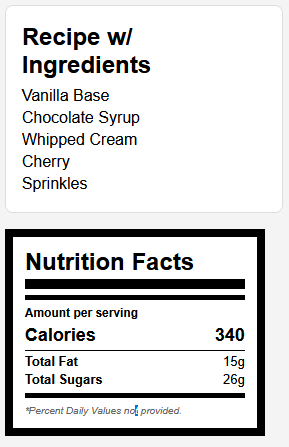 Recipe w/
Ingredients
Vanilla Base
Chocolate Syrup
Whipped Cream
Cherry
Sprinkles
Nutrition Facts
Amount per serving
Calories 340
Total Fat 15g
Total Sugars 26g
*Percent Daily Values not provided.